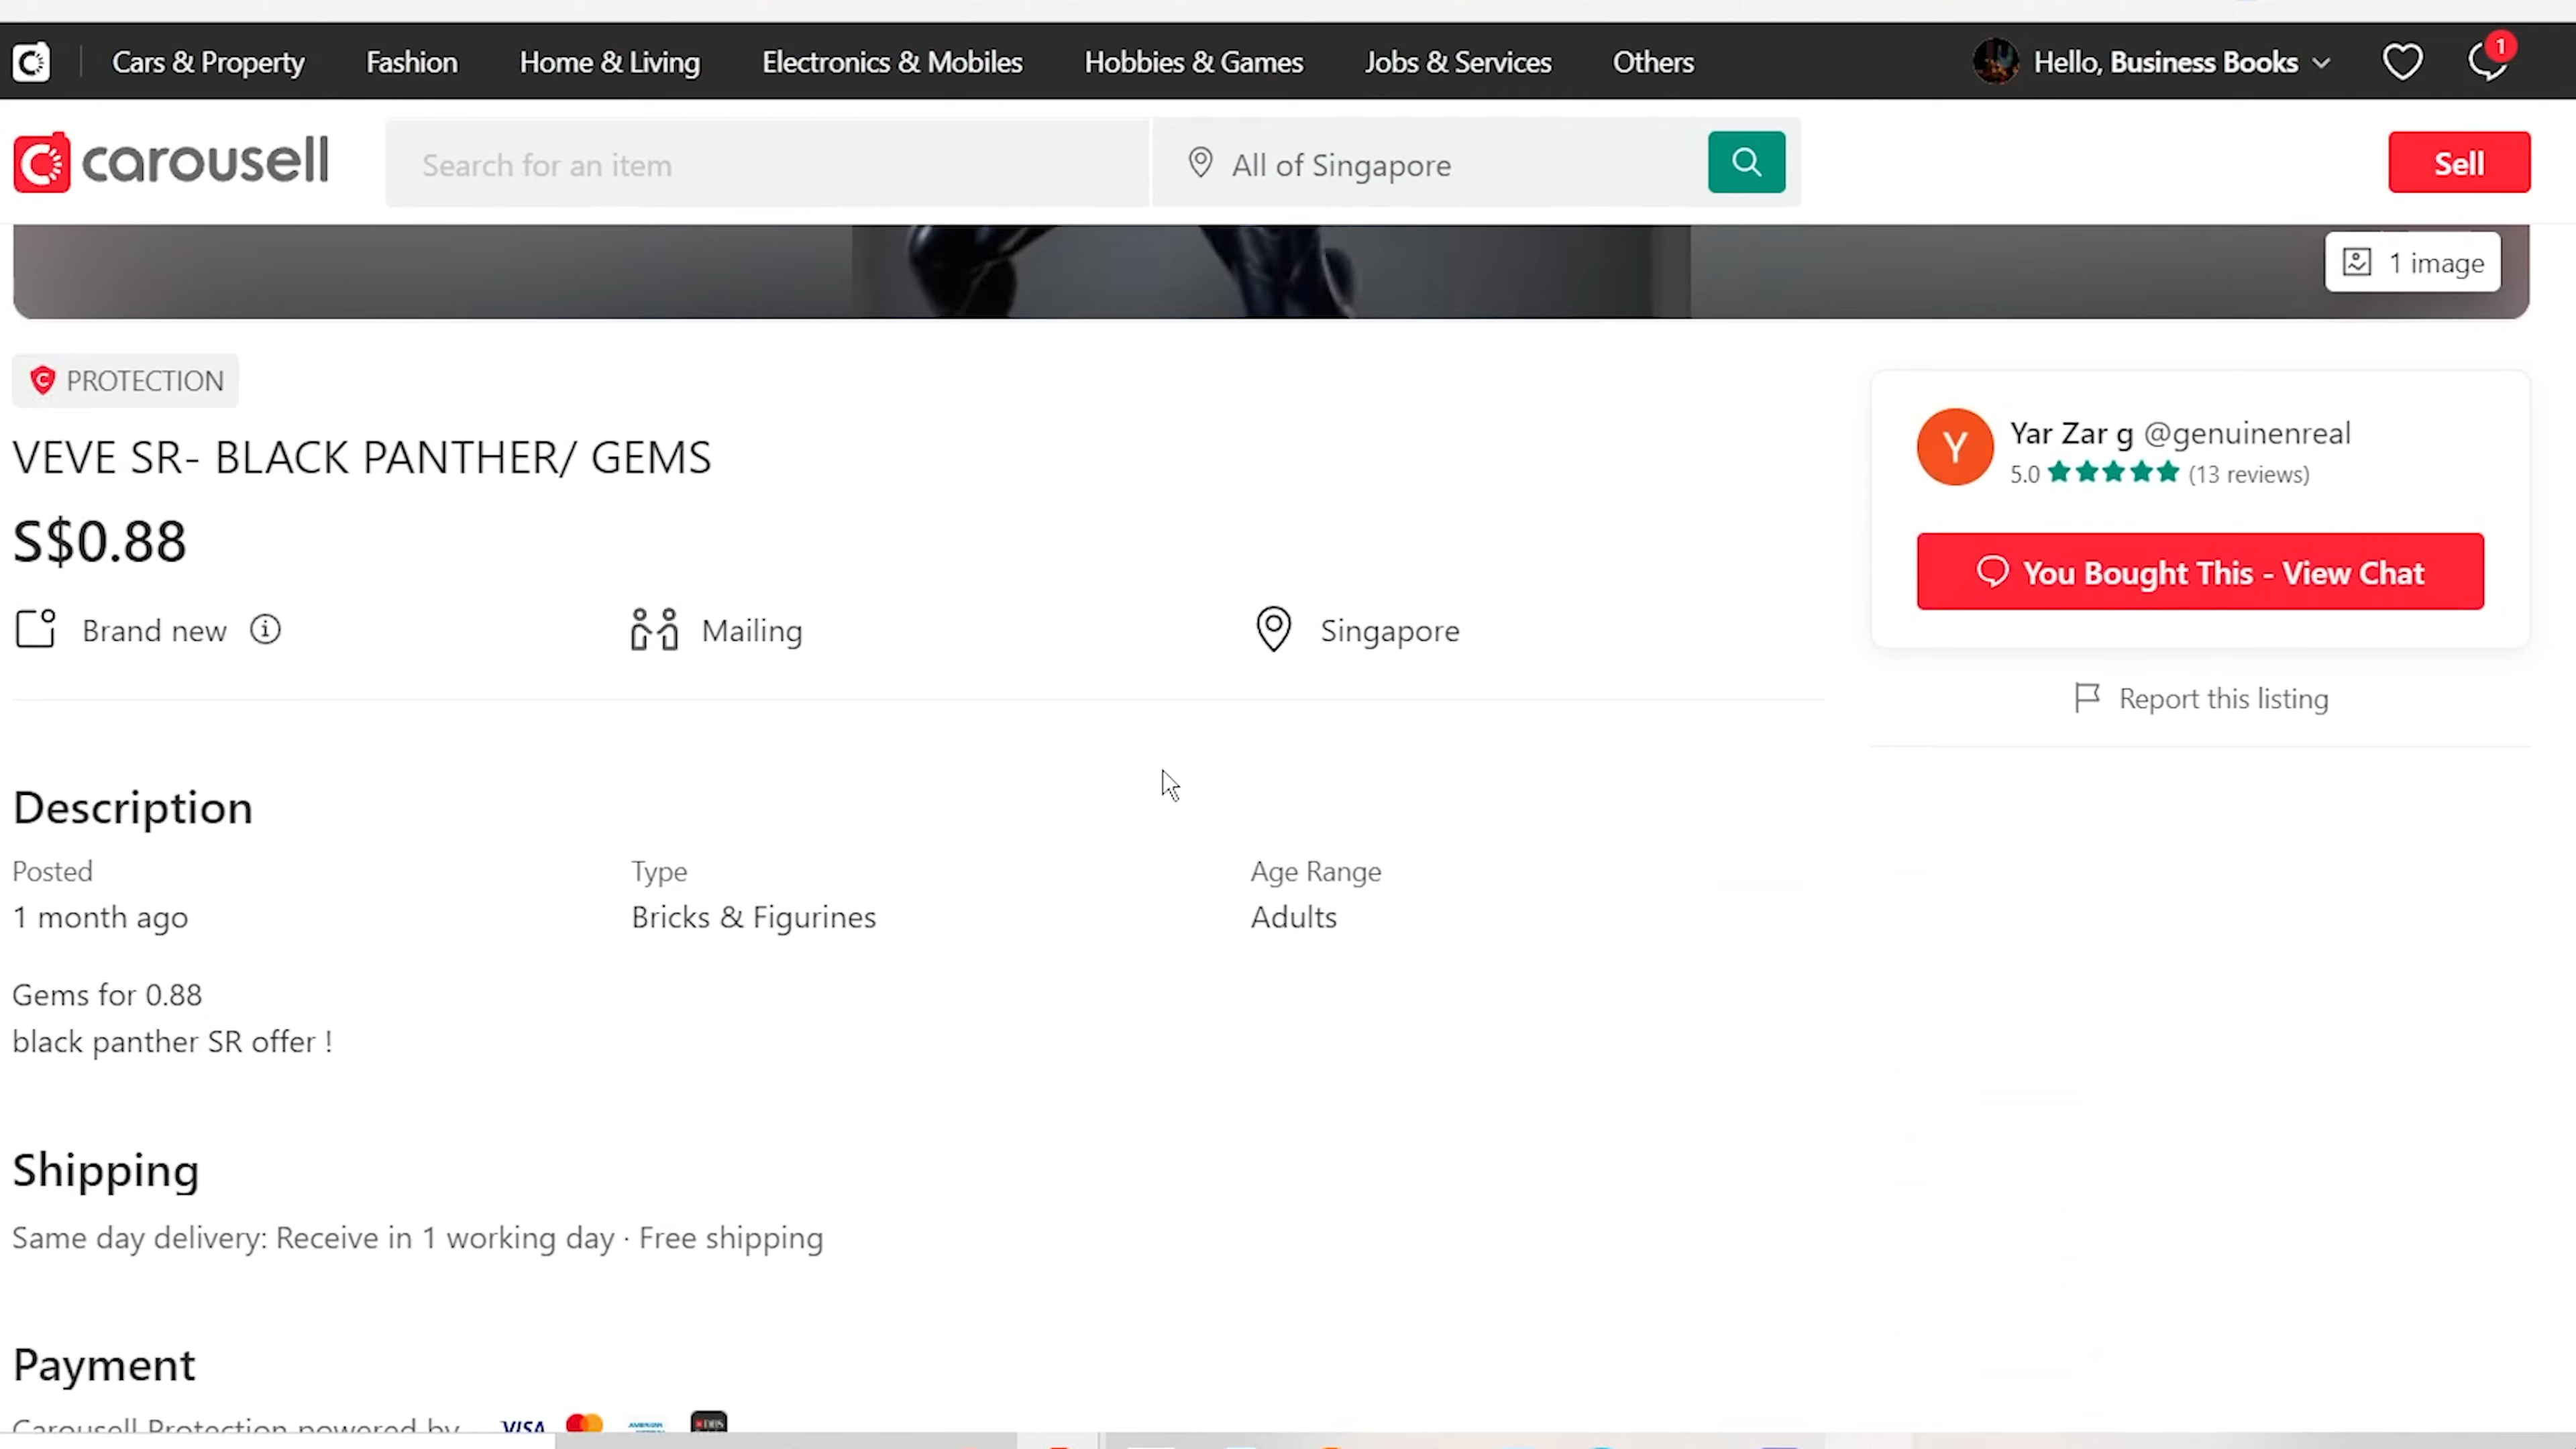 Cars & Property Fashion Home & Living Electronics & Mobiles Hobbies & Games Jobs & Services Others Hello, Business Books 1
carousell Search for an item All of Singapore Sell
1 image
PROTECTION
VEVE SR- BLACK PANTHER/ GEMS
S$0.88
Brand new Mailing Singapore
Y Yar Zar g @genuinenreal
5.0 (13 reviews)
You Bought This - View Chat
Report this listing
Description
Posted Type Age Range
1 month ago Bricks & Figurines Adults
Gems for 0.88
black panther SR offer !
Shipping
Same day delivery: Receive in 1 working day · Free shipping
Payment
Carousell Protection powered by VISA